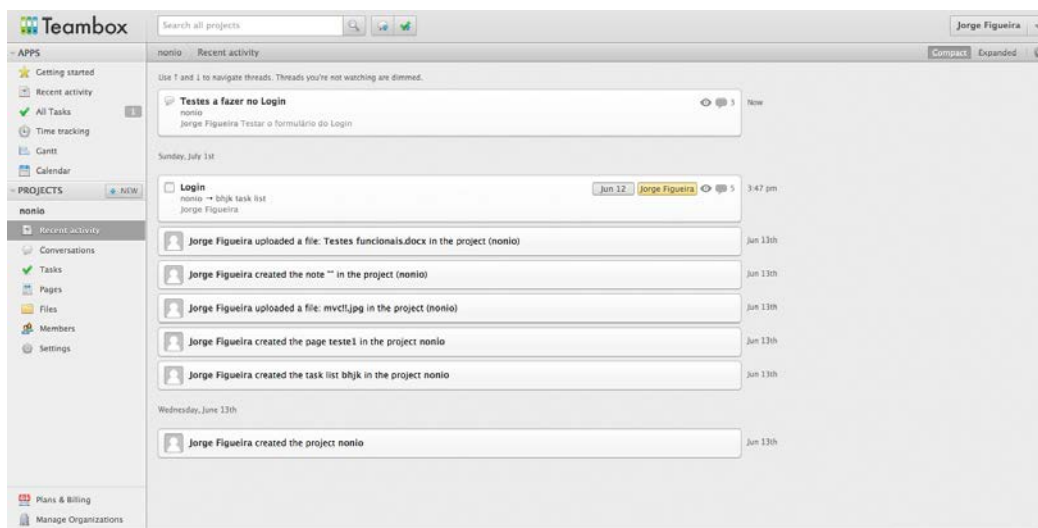 Teambox
Search all projects
Jorge Figueira
APPS
Getting started
Recent activity
All Tasks 1
Time tracking
Gantt
Calendar
PROJECTS NEW
nonio
Recent activity
Conversations
Tasks
Pages
Files
Members
Settings
Plans & Billing
Manage Organizations
nonio Recent activity Compact Expanded
Use ↑ and ↓ to navigate threads. Threads you're not watching are dimmed.
Testes a fazer no Login 3 Now
nonio
Jorge Figueira Testar o formulário do Login
Sunday, July 1st
Login Jun 12 Jorge Figueira 5 3:47 pm
nonio → bhjk task list
Jorge Figueira
Jorge Figueira uploaded a file: Testes funcionais.docx in the project (nonio) Jun 13th
Jorge Figueira created the note "" in the project (nonio) Jun 13th
Jorge Figueira uploaded a file: mvc!!.jpg in the project (nonio) Jun 13th
Jorge Figueira created the page teste1 in the project nonio Jun 13th
Jorge Figueira created the task list bhjk in the project nonio Jun 13th
Wednesday, June 13th
Jorge Figueira created the project nonio Jun 13th